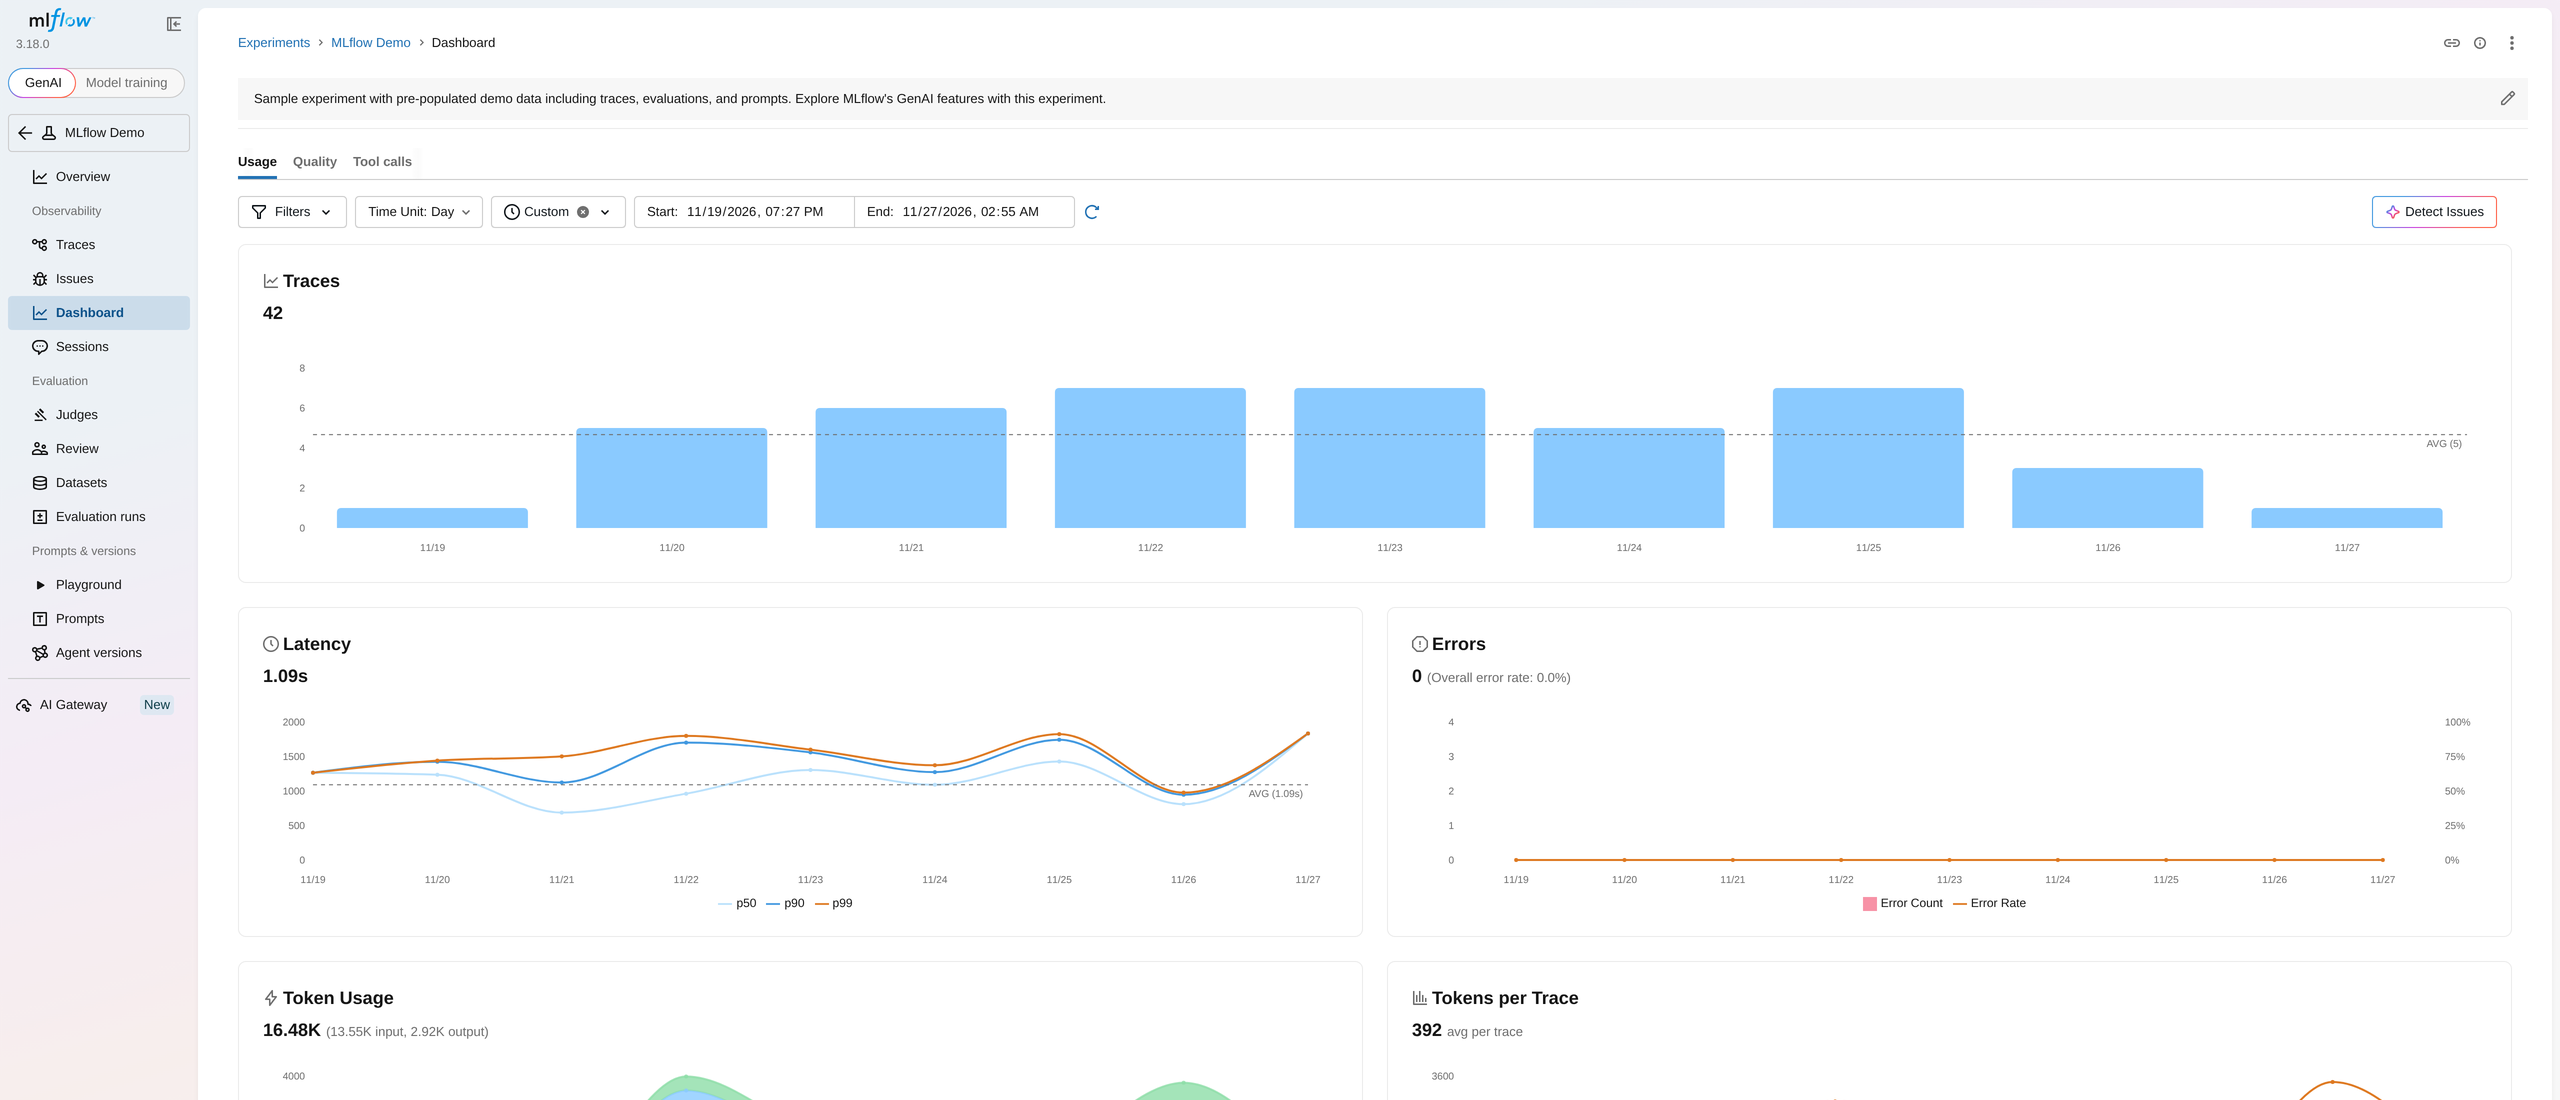 mlflow
3.18.0
GenAI Model training
MLflow Demo
Overview
Observability
Traces
Issues
Dashboard
Sessions
Evaluation
Judges
Review
Datasets
Evaluation runs
Prompts & versions
Playground
Prompts
Agent versions
AI Gateway New
Experiments > MLflow Demo > Dashboard
Sample experiment with pre-populated demo data including traces, evaluations, and prompts. Explore MLflow's GenAI features with this experiment.
Usage Quality Tool calls
Filters Time Unit: Day Custom Start: 11/19/2026, 07:27 PM End: 11/27/2026, 02:55 AM Detect Issues
Traces
42
8
6
4
2
0
AVG (5)
11/19 11/20 11/21 11/22 11/23 11/24 11/25 11/26 11/27
Latency
1.09s
2000
1500
1000
500
0
AVG (1.09s)
11/19 11/20 11/21 11/22 11/23 11/24 11/25 11/26 11/27
p50 p90 p99
Errors
0 (Overall error rate: 0.0%)
4 100%
3 75%
2 50%
1 25%
0 0%
11/19 11/20 11/21 11/22 11/23 11/24 11/25 11/26 11/27
Error Count Error Rate
Token Usage
16.48K (13.55K input, 2.92K output)
4000
Tokens per Trace
392 avg per trace
3600